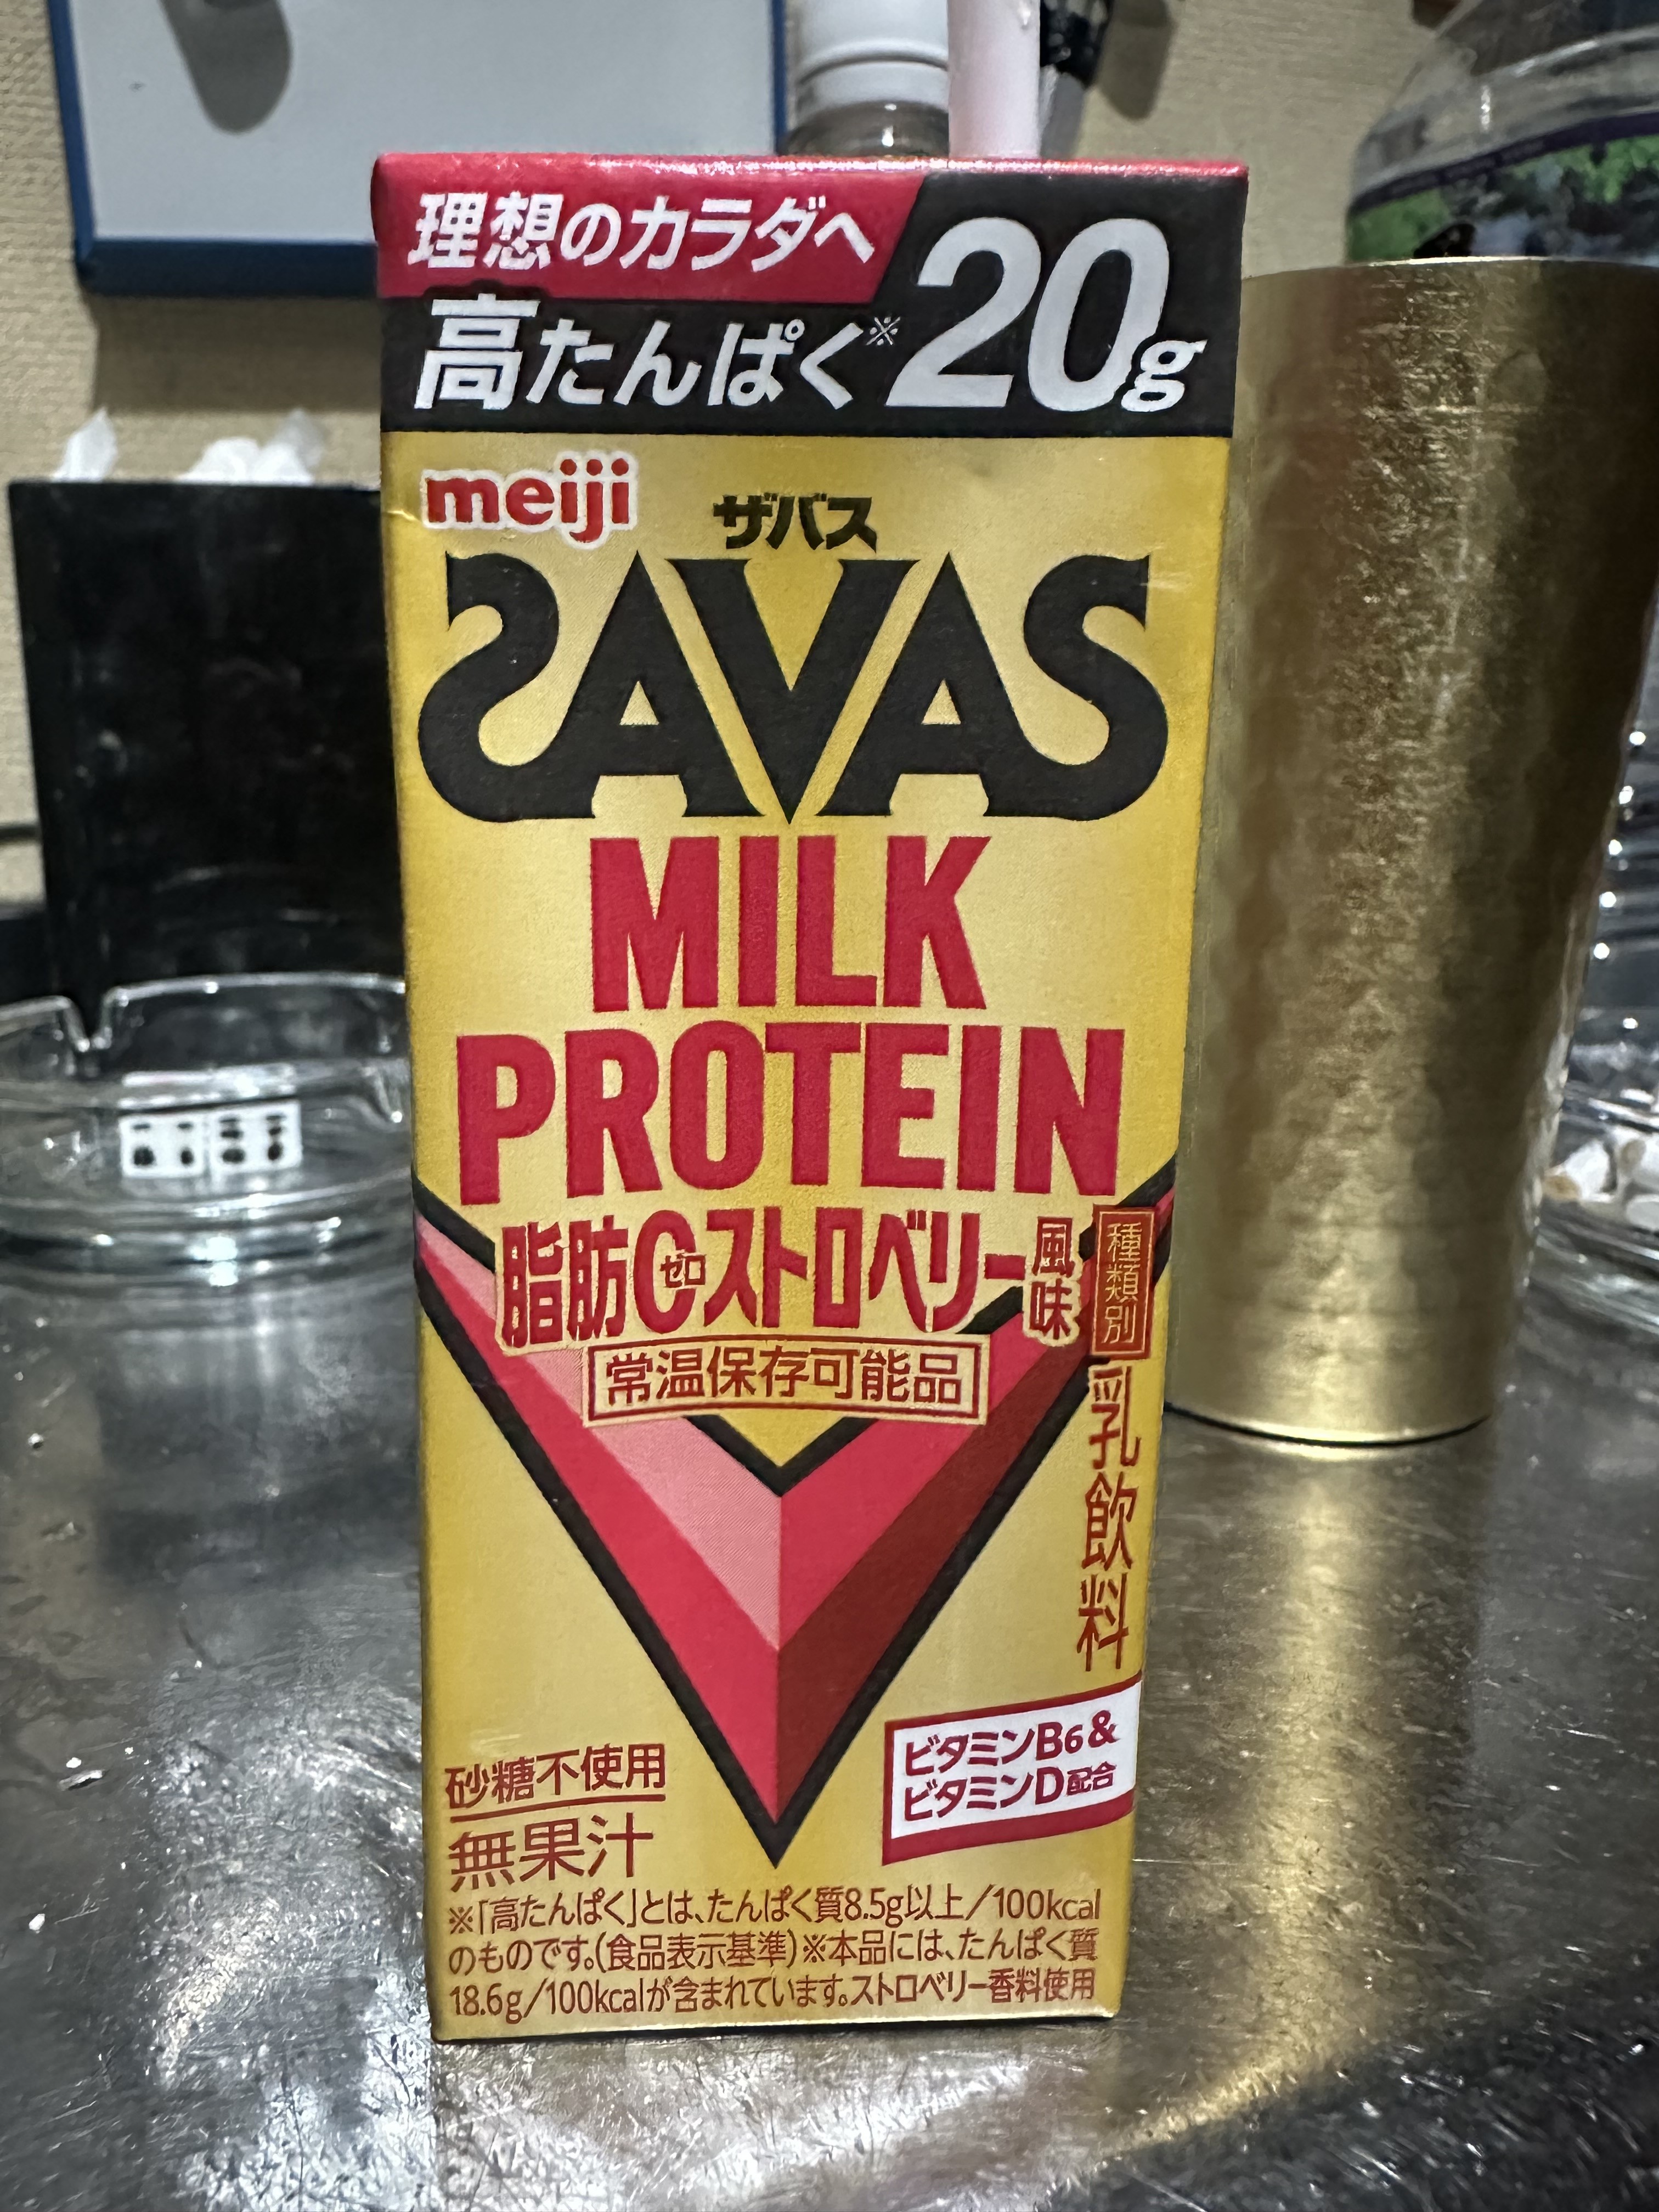 理想のカラダへ
高たんぱく※20g
meiji
ザバス
SAVAS
MILK
PROTEIN
脂肪0ゼロストロベリー風味
常温保存可能品
種類別
乳飲料
砂糖不使用
無果汁
ビタミンB6&
ビタミンD配合
※「高たんぱく」とは、たんぱく質8.5g以上/100kcal
のものです。(食品表示基準)※本品には、たんぱく質
18.6g/100kcalが含まれています。ストロベリー香料使用